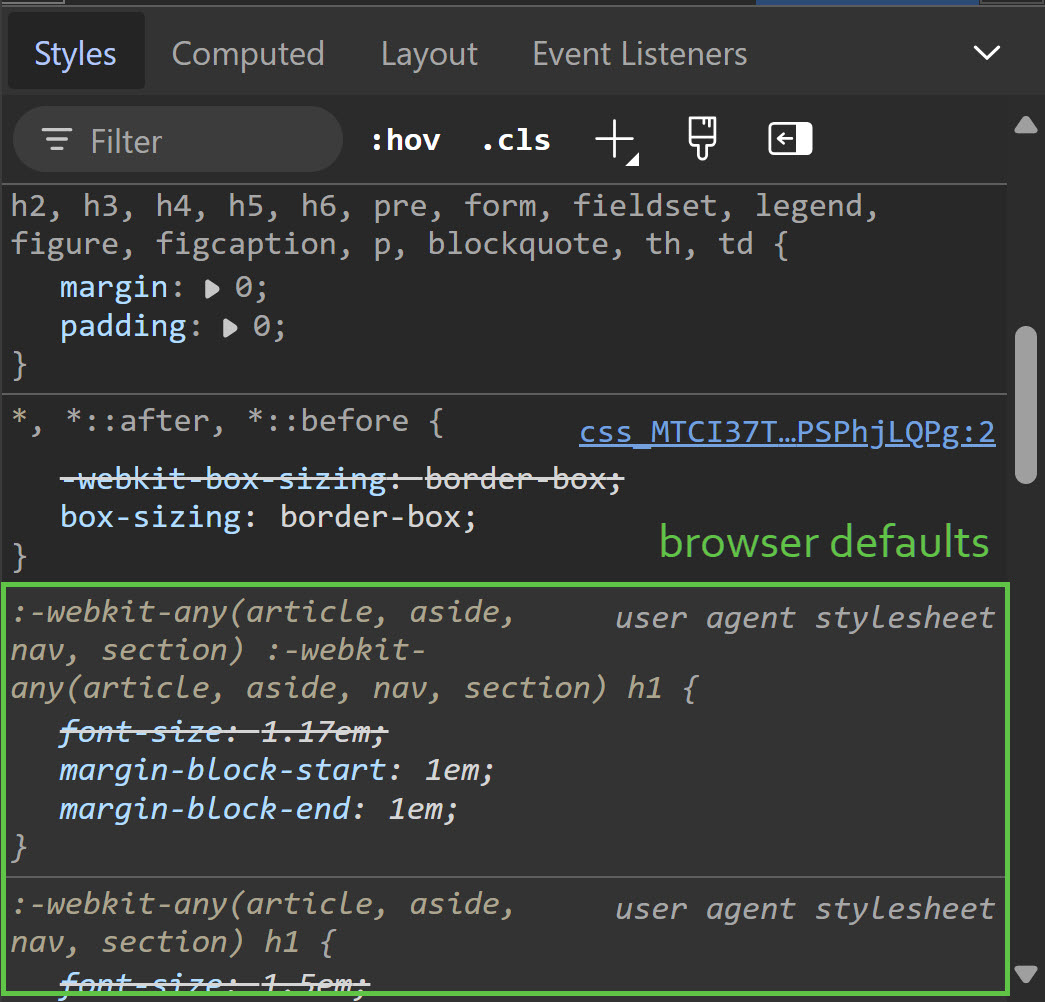 Styles Computed Layout Event Listeners
Filter :hov .cls
h2, h3, h4, h5, h6, pre, form, fieldset, legend,
figure, figcaption, p, blockquote, th, td {
margin: 0;
padding: 0;
}
*, *::after, *::before { css_MTCI37T…PSPhjLQPg:2
-webkit-box-sizing: border-box;
box-sizing: border-box;
browser defaults
}
:-webkit-any(article, aside, user agent stylesheet
nav, section) :-webkit-
any(article, aside, nav, section) h1 {
font-size: 1.17em;
margin-block-start: 1em;
margin-block-end: 1em;
}
:-webkit-any(article, aside, user agent stylesheet
nav, section) h1 {
font-size: 1.5em;